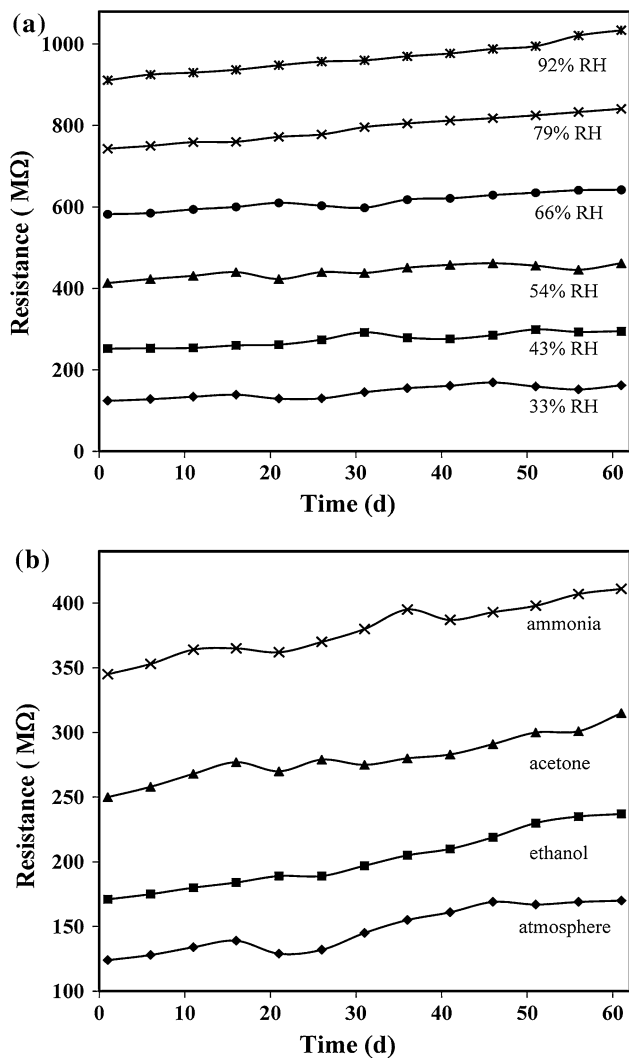 (a)
1000
800
600
400
200
0
Resistance ( MΩ)
92% RH
79% RH
66% RH
54% RH
43% RH
33% RH
0 10 20 30 40 50 60
Time (d)
(b)
400
350
300
250
200
150
100
Resistance ( MΩ)
ammonia
acetone
ethanol
atmosphere
0 10 20 30 40 50 60
Time (d)